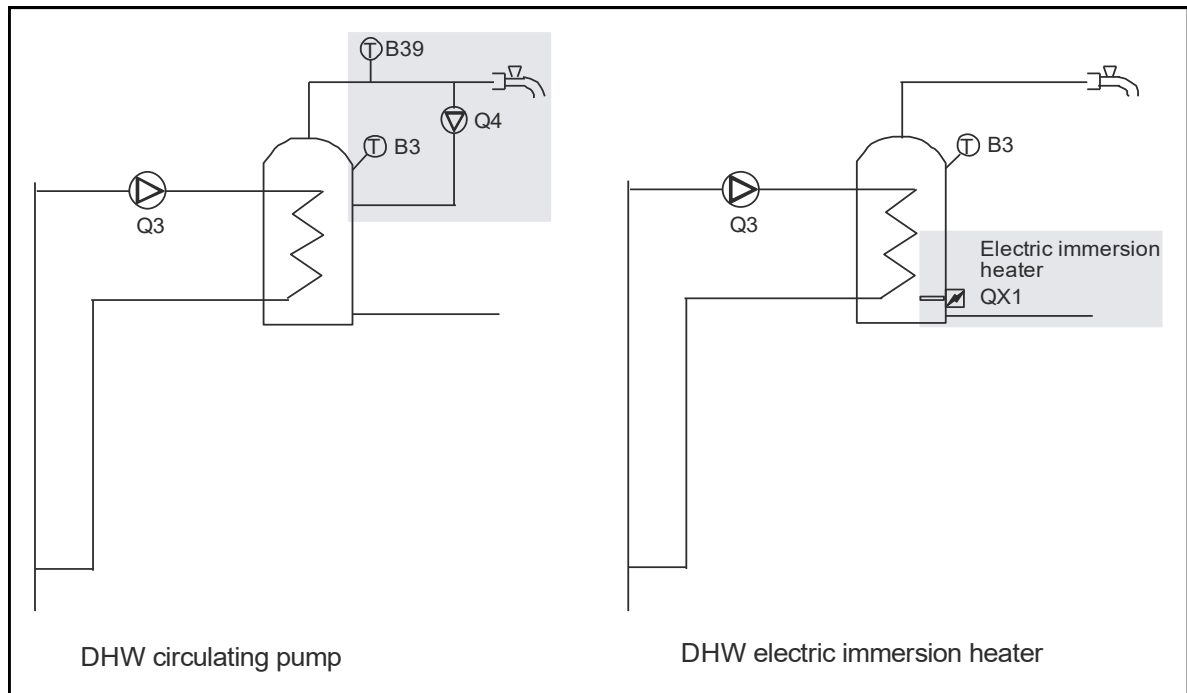 T B39
Q4
T B3
Q3
DHW circulating pump
T B3
Q3
Electric immersion
heater
QX1
DHW electric immersion heater